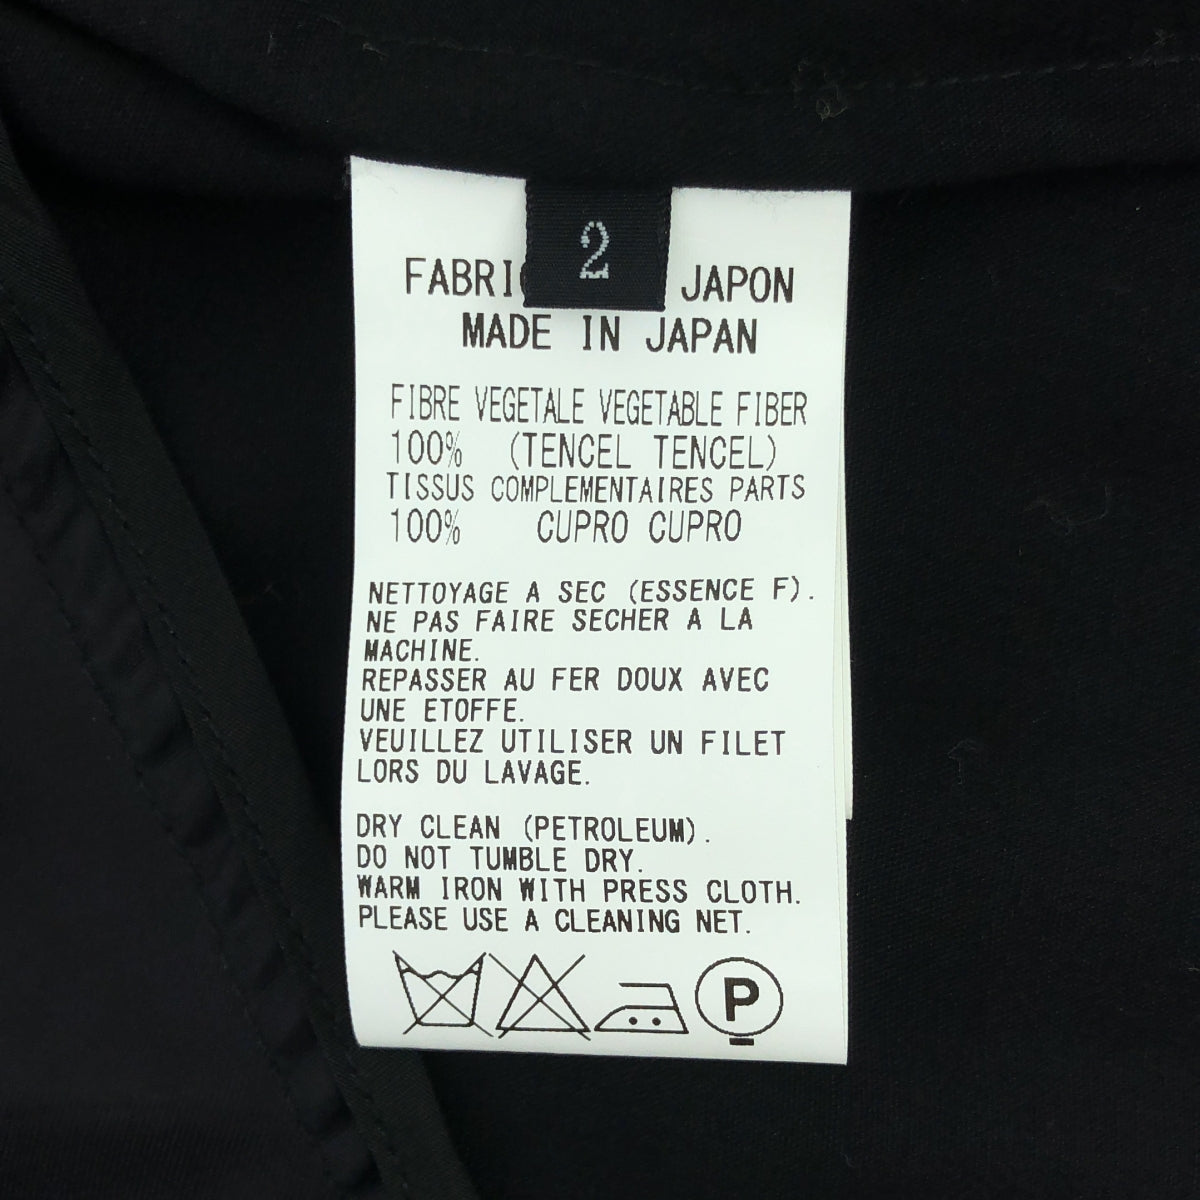 2
JAPON
MADE IN JAPAN
FIBRE VEGETALE VEGETABLE FIBER
100% (TENCEL TENCEL)
TISSUS COMPLEMENTAIRES PARTS
100% CUPRO CUPRO
NETTOYAGE A SEC (ESSENCE F).
NE PAS FAIRE SECHER A LA
MACHINE.
REPASSER AU FER DOUX AVEC
UNE ETOFFE.
VEUILLEZ UTILISER UN FILET
LORS DU LAVAGE.
DRY CLEAN (PETROLEUM).
DO NOT TUMBLE DRY.
WARM IRON WITH PRESS CLOTH.
PLEASE USE A CLEANING NET.
P